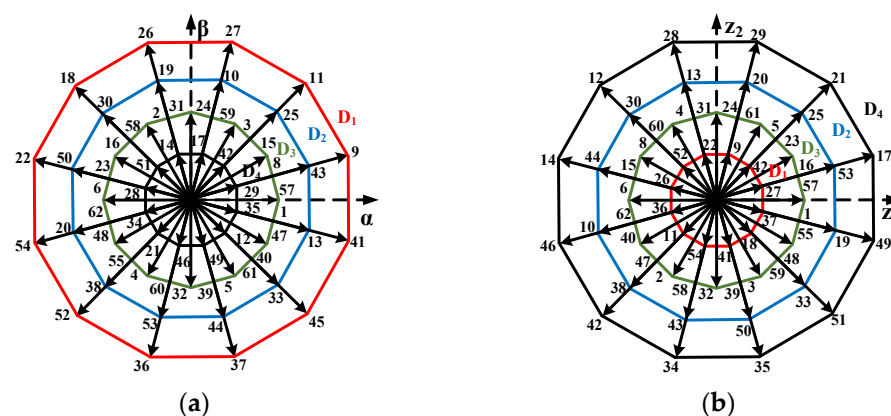 β
26 27
19 10
18 11
D₁
30 31 24 25
2 59 3
58 17 D₂
14 42 15
16 D₃
22 50 51 8 9
23 D₄ 43
6 28 29 57
α
62 34 35 1
20 12 47 13
54 48 41
21 40
55 46 49 61
4 5
38 60 32 39 33
52 53 44 45
36 37
(a)
z₂
28 29
13 20
12 21
D₄
30 31 24 25
4 61 5
60 22 9 D₂
52 42 23
8 D₃
14 44 15 16 17
26 D₁ 53
6 27 57
z
62 36 37 1
10 11 18 55 19
46 40 49
54 41 48
47 59
2 3
38 58 32 39 33
42 43 50 51
34 35
(b)